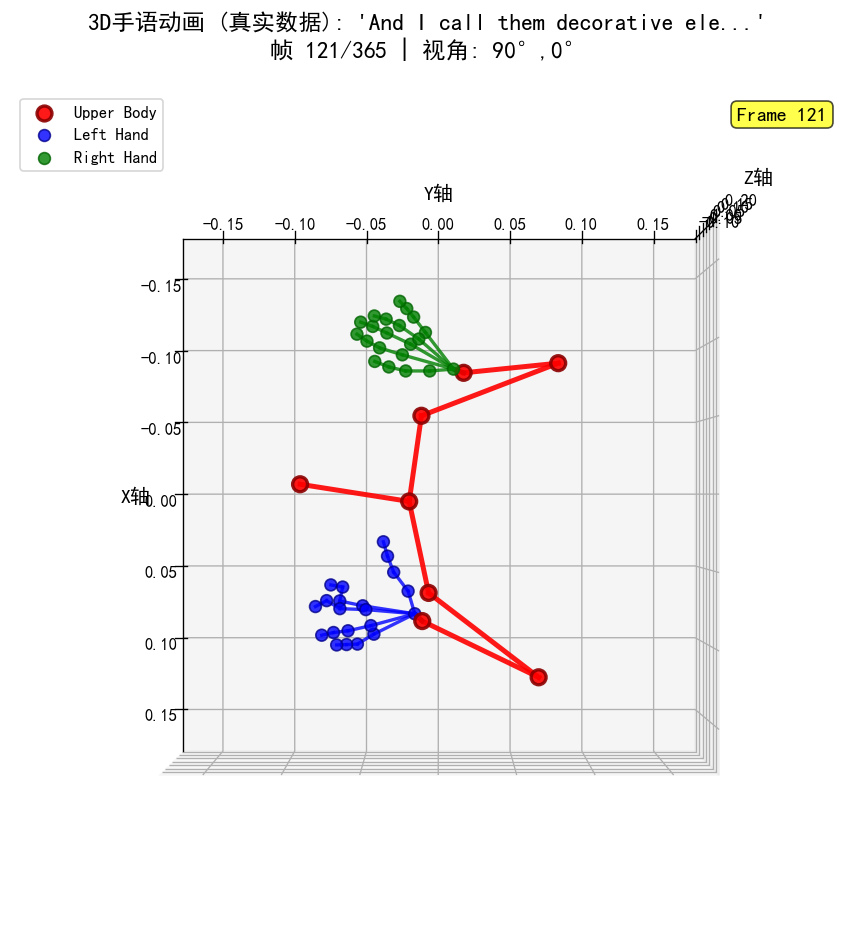 3D手语动画 (真实数据): 'And I call them decorative ele...'
帧 121/365 | 视角: 90°,0°
Upper Body
Left Hand
Right Hand
Frame 121
Z轴
Y轴
-0.15 -0.10 -0.05 0.00 0.05 0.10 0.15
-0.15
-0.10
-0.05
X轴
0.00
0.05
0.10
0.15